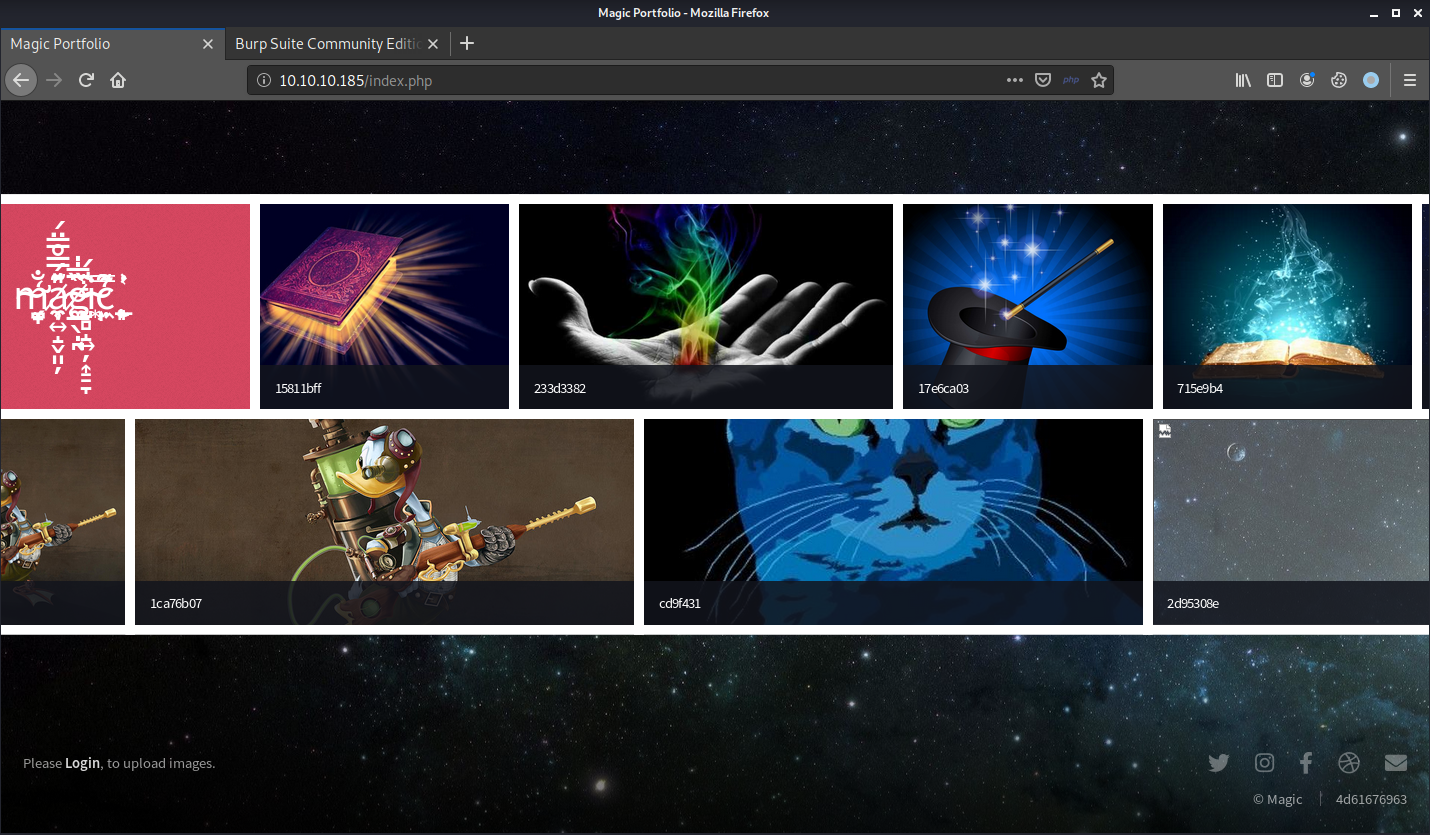 Magic Portfolio - Mozilla Firefox
Magic Portfolio
Burp Suite Community Editic
10.10.10.185/index.php
php
magic
15811bff
233d3382
17e6ca03
715e9b4
1ca76b07
cd9f431
2d95308e
Please Login, to upload images.
© Magic
4d61676963